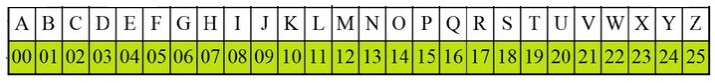 A B C D E F G H I J K L M N O P Q R S T U V W X Y Z
00 01 02 03 04 05 06 07 08 09 10 11 12 13 14 15 16 17 18 19 20 21 22 23 24 25